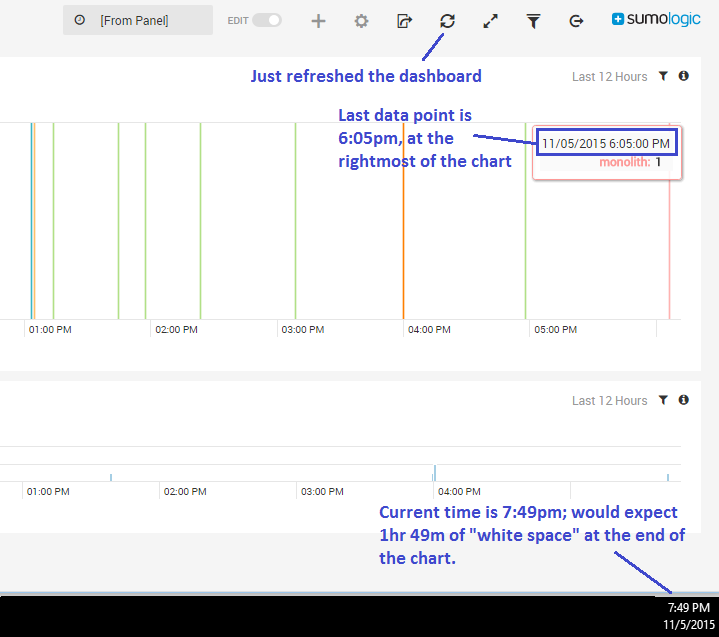 [From Panel]
EDIT
sumologic
Just refreshed the dashboard
Last 12 Hours
Last data point is
6:05pm, at the
rightmost of the chart
11/05/2015 6:05:00 PM
monolith: 1
01:00 PM 02:00 PM 03:00 PM 04:00 PM 05:00 PM
Last 12 Hours
01:00 PM 02:00 PM 03:00 PM 04:00 PM
Current time is 7:49pm; would expect
1hr 49m of "white space" at the end of
the chart.
7:49 PM
11/5/2015